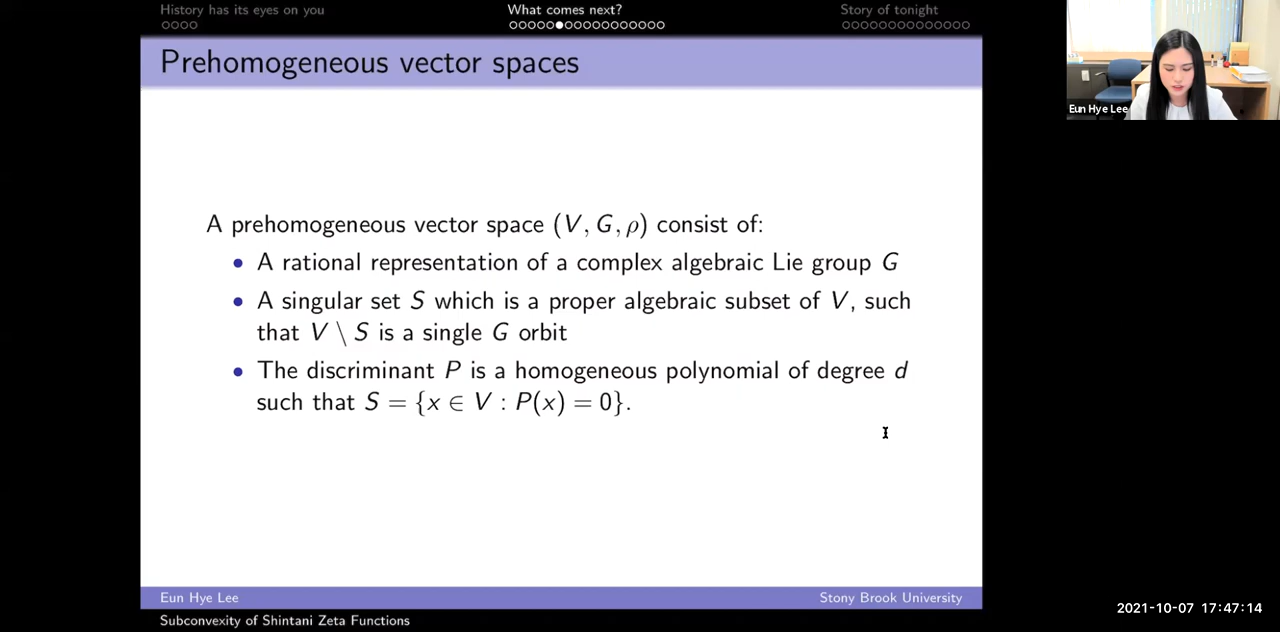 History has its eyes on you
What comes next?
Story of tonight
Prehomogeneous vector spaces
Eun Hye Lee
A prehomogeneous vector space (V, G, ρ) consist of:
• A rational representation of a complex algebraic Lie group G
• A singular set S which is a proper algebraic subset of V, such
that V \ S is a single G orbit
• The discriminant P is a homogeneous polynomial of degree d
such that S = {x ∈ V : P(x) = 0}.
Eun Hye Lee
Stony Brook University
Subconvexity of Shintani Zeta Functions
2021-10-07 17:47:14